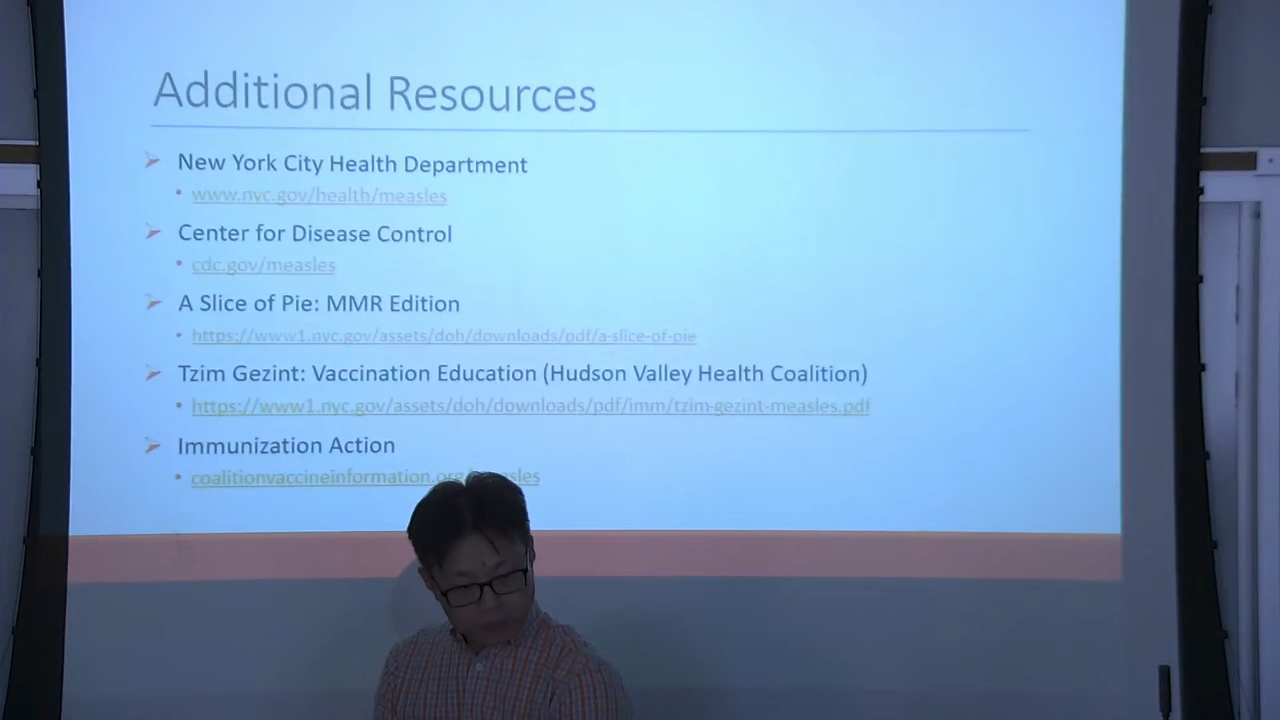 Additional Resources
New York City Health Department
www.nyc.gov/health/measles
Center for Disease Control
cdc.gov/measles
A Slice of Pie: MMR Edition
https://www1.nyc.gov/assets/doh/downloads/pdf/a-slice-of-pie
Tzim Gezint: Vaccination Education (Hudson Valley Health Coalition)
https://www1.nyc.gov/assets/doh/downloads/pdf/imm/tzim-gezint-measles.pdf
Immunization Action
coalitionvaccineinformation.org/measles